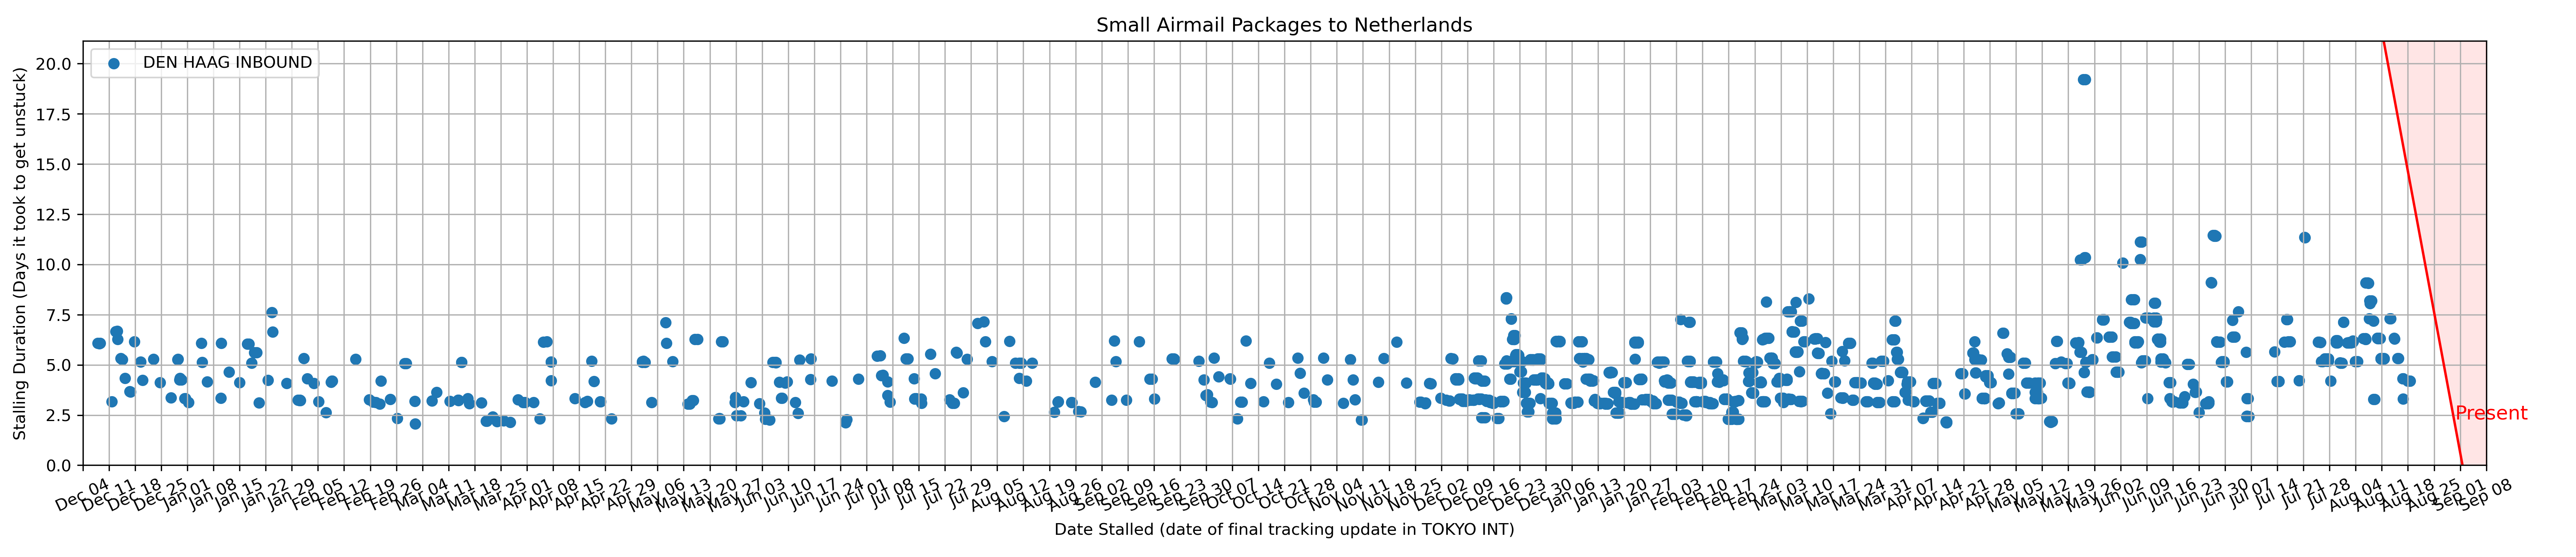 Small Airmail Packages to Netherlands
DEN HAAG INBOUND
Stalling Duration (Days it took to get unstuck)
20.0
17.5
15.0
12.5
10.0
7.5
5.0
2.5
0.0
Present
Dec 04
Dec 11
Dec 18
Dec 25
Jan 01
Jan 08
Jan 15
Jan 22
Jan 29
Feb 05
Feb 12
Feb 19
Feb 26
Mar 04
Mar 11
Mar 18
Mar 25
Apr 01
Apr 08
Apr 15
Apr 22
Apr 29
May 06
May 13
May 20
May 27
Jun 03
Jun 10
Jun 17
Jun 24
Jul 01
Jul 08
Jul 15
Jul 22
Jul 29
Aug 05
Aug 12
Aug 19
Aug 26
Sep 02
Sep 09
Sep 16
Sep 23
Sep 30
Oct 07
Oct 14
Oct 21
Oct 28
Nov 04
Nov 11
Nov 18
Nov 25
Dec 02
Dec 09
Dec 16
Dec 23
Dec 30
Jan 06
Jan 13
Jan 20
Jan 27
Feb 03
Feb 10
Feb 17
Feb 24
Mar 03
Mar 10
Mar 17
Mar 24
Mar 31
Apr 07
Apr 14
Apr 21
Apr 28
May 05
May 12
May 19
May 26
Jun 02
Jun 09
Jun 16
Jun 23
Jun 30
Jul 07
Jul 14
Jul 21
Jul 28
Aug 04
Aug 11
Aug 18
Aug 25
Sep 01
Sep 08
Date Stalled (date of final tracking update in TOKYO INT)